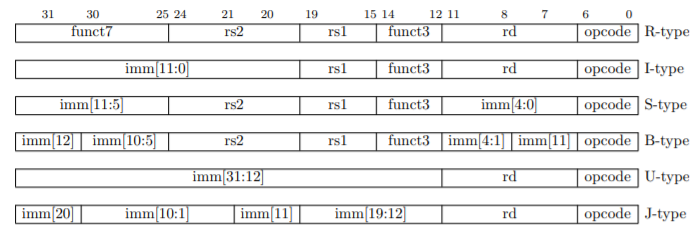 31 30 25 24 21 20 19 15 14 12 11 8 7 6 0
funct7 rs2 rs1 funct3 rd opcode R-type
imm[11:0] rs1 funct3 rd opcode I-type
imm[11:5] rs2 rs1 funct3 imm[4:0] opcode S-type
imm[12] imm[10:5] rs2 rs1 funct3 imm[4:1] imm[11] opcode B-type
imm[31:12] rd opcode U-type
imm[20] imm[10:1] imm[11] imm[19:12] rd opcode J-type